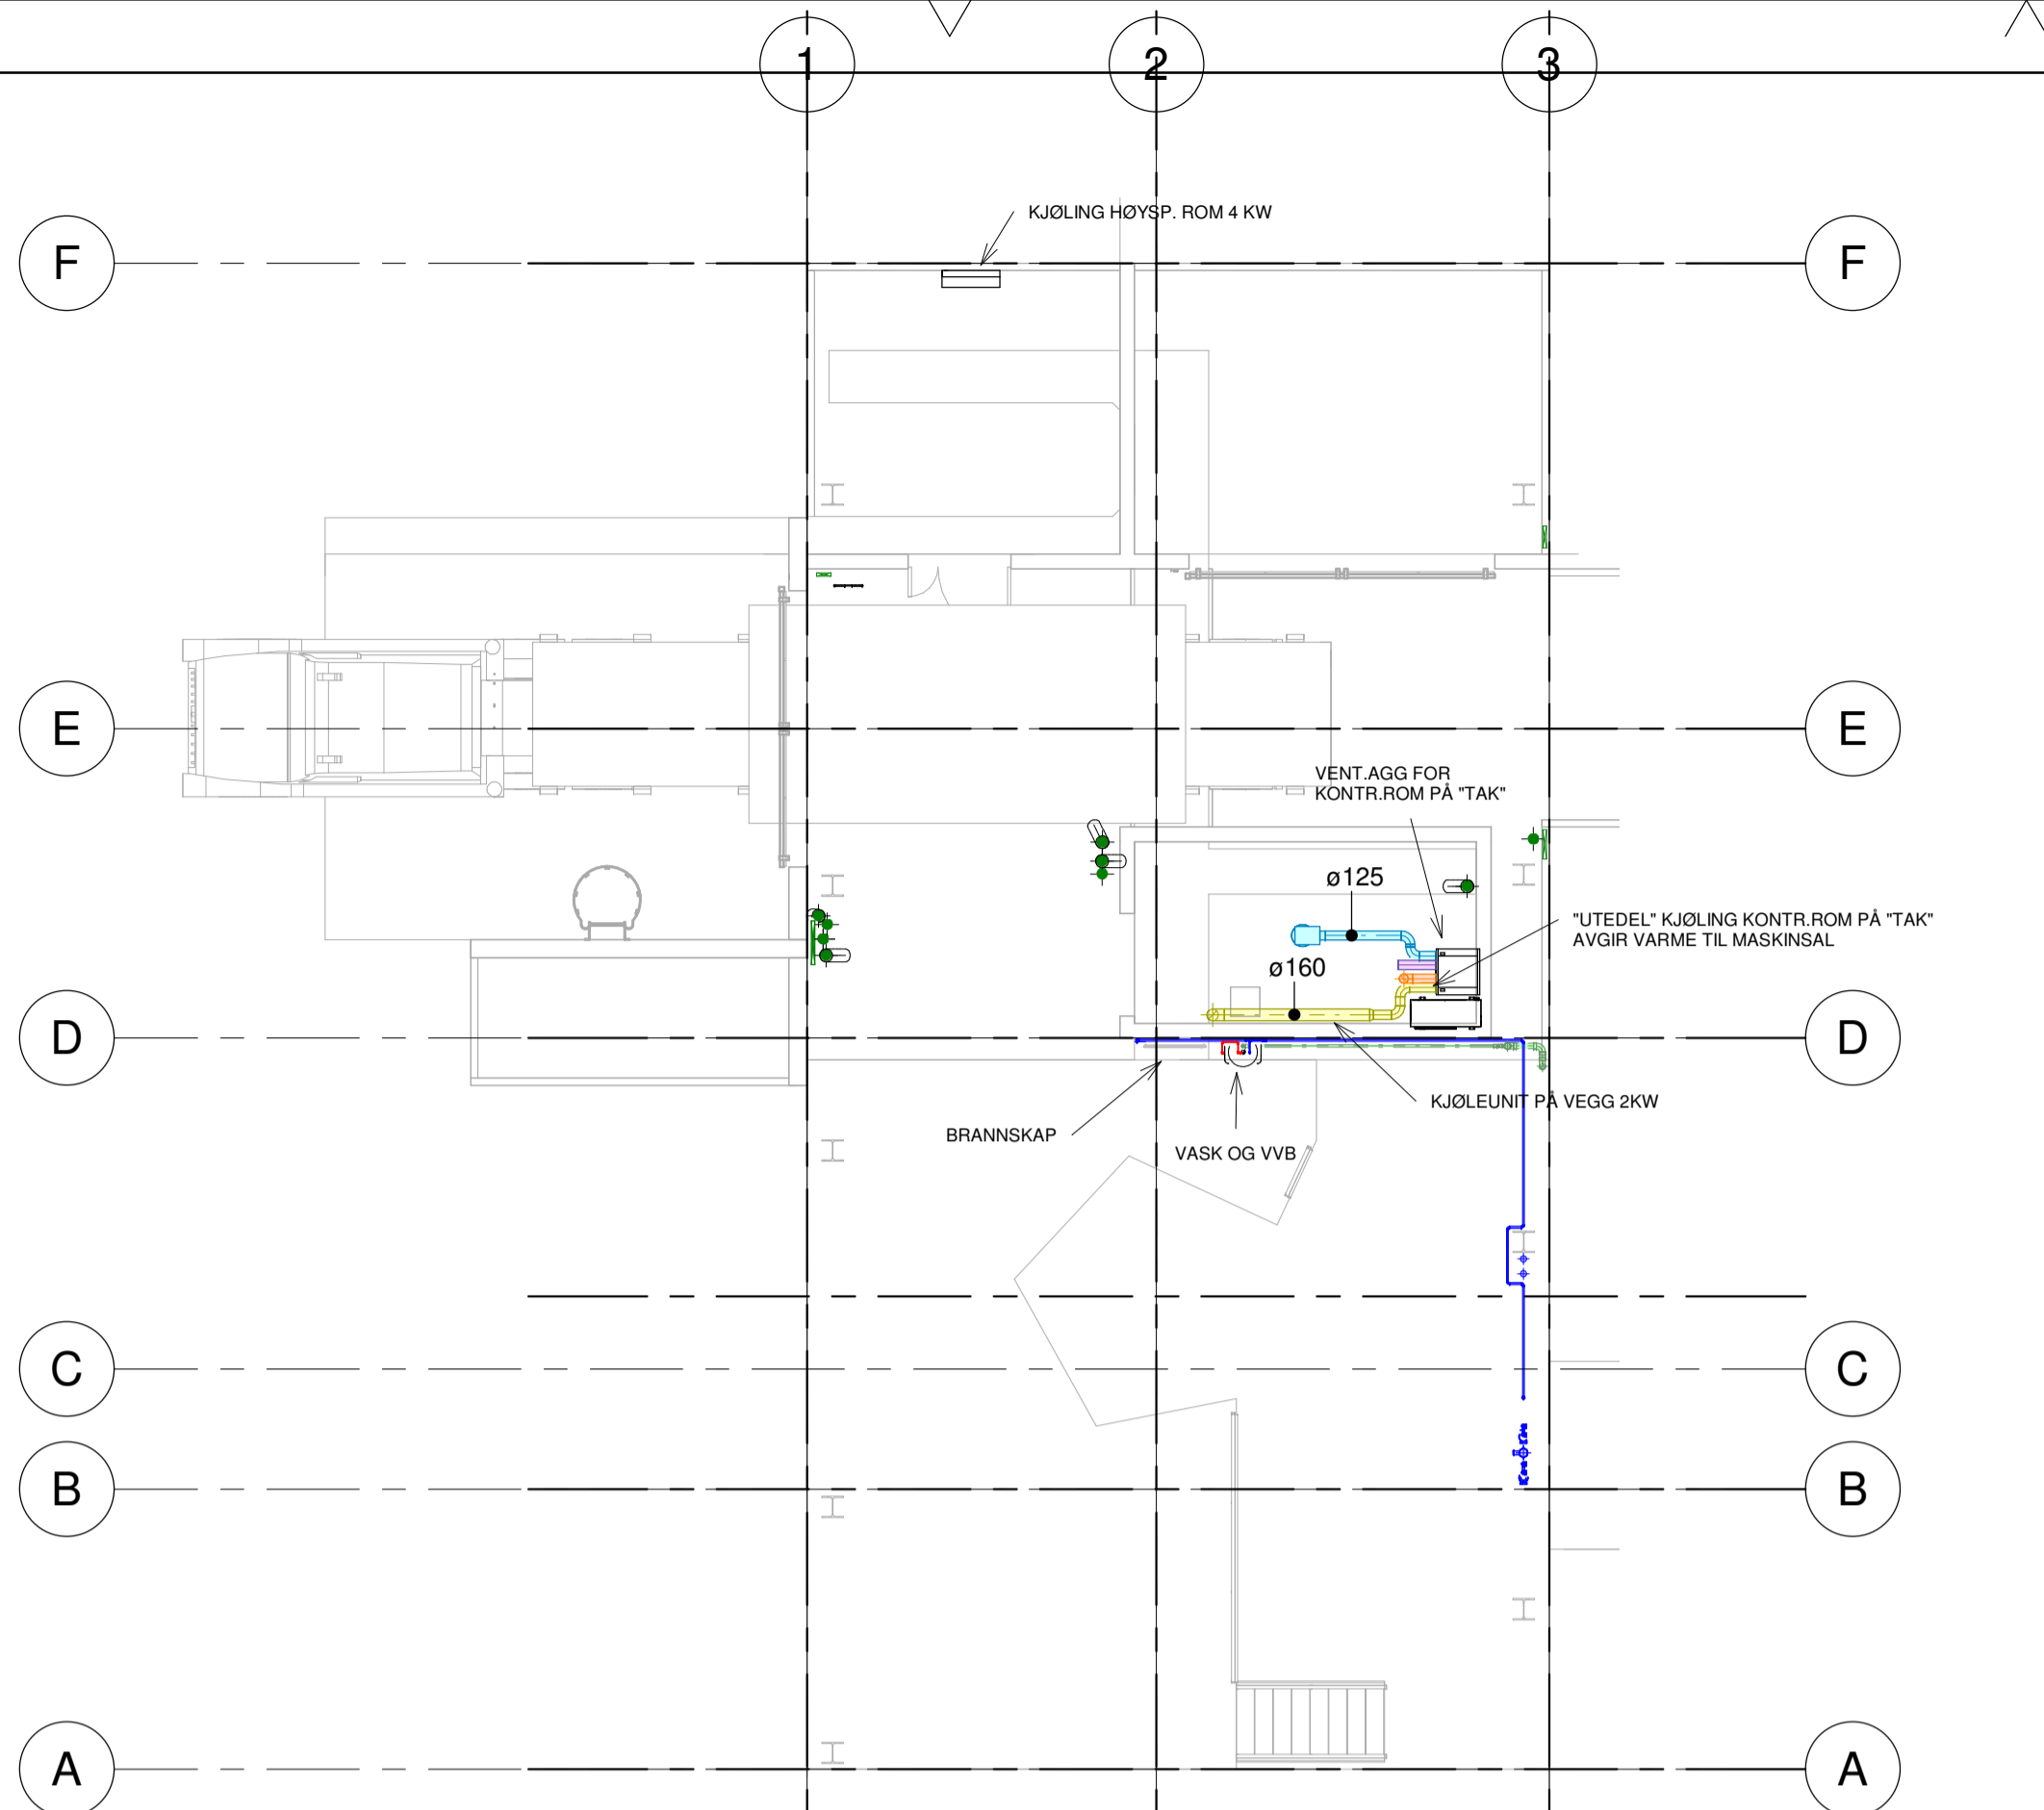 1
2
3
KJØLING HØYSP. ROM 4 KW
F
F
E
E
VENT.AGG FOR
KONTR.ROM PÅ "TAK"
ø125
"UTEDEL" KJØLING KONTR.ROM PÅ "TAK"
AVGIR VARME TIL MASKINSAL
ø160
D
D
KJØLEUNIT PÅ VEGG 2KW
BRANNSKAP
VASK OG VVB
C
C
B
B
A
A